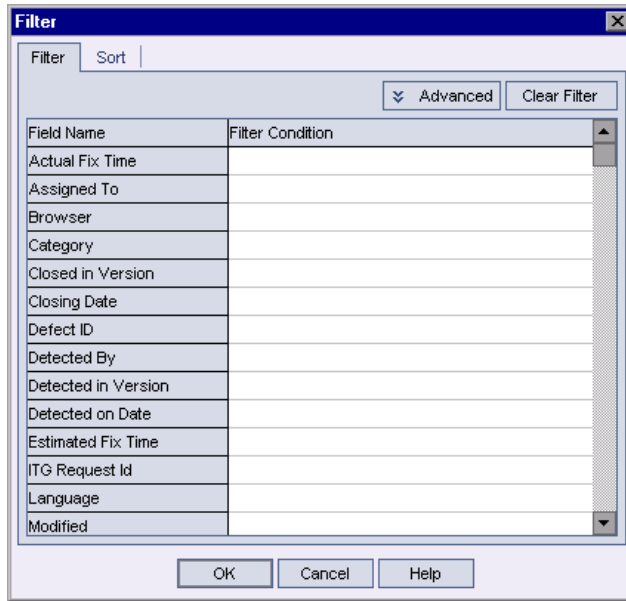 Filter
Filter Sort
Advanced Clear Filter
Field Name Filter Condition
Actual Fix Time
Assigned To
Browser
Category
Closed in Version
Closing Date
Defect ID
Detected By
Detected in Version
Detected on Date
Estimated Fix Time
ITG Request Id
Language
Modified
OK Cancel Help